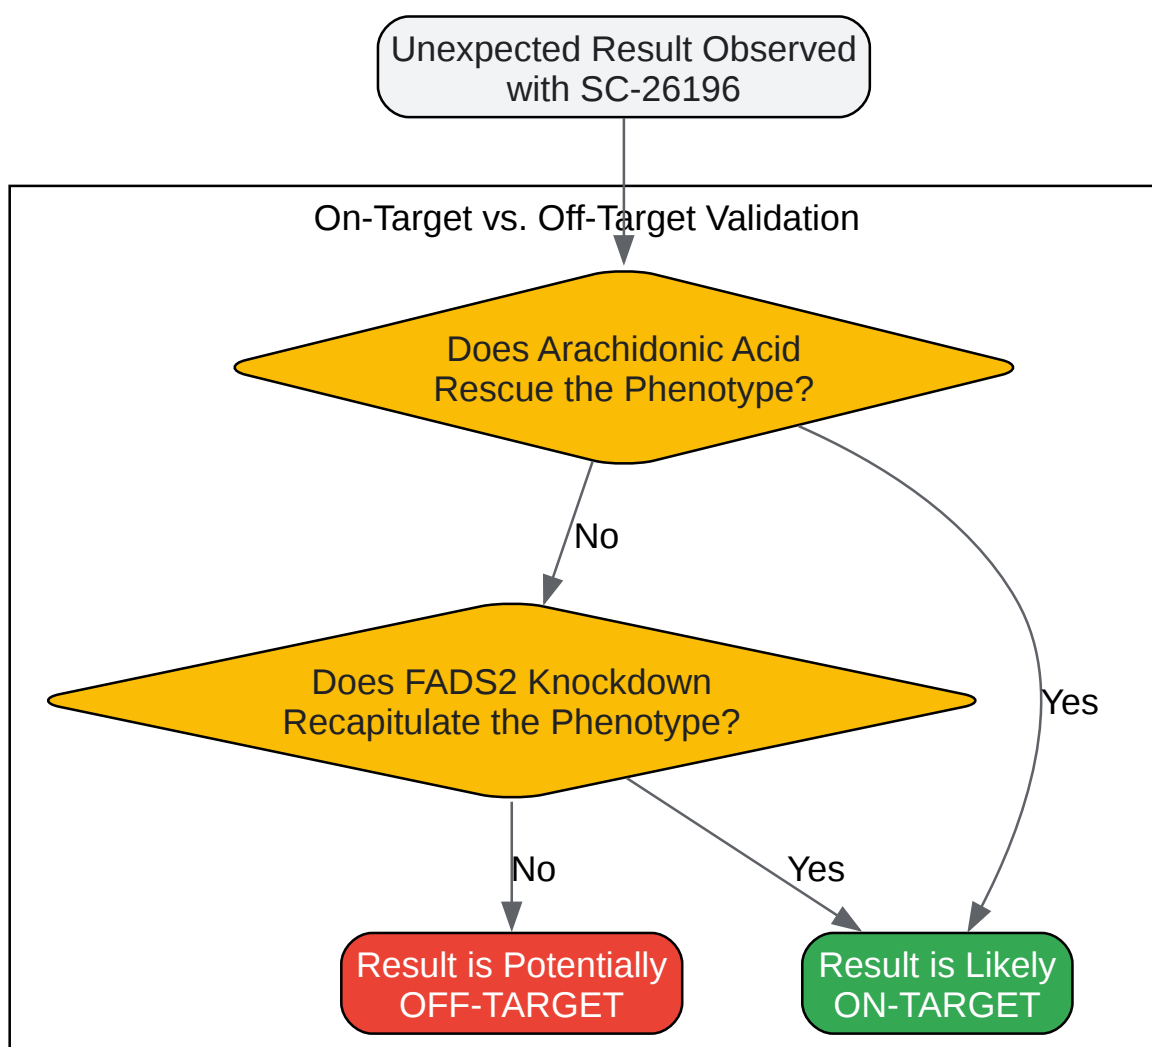 Unexpected Result Observed
with SC-26196
On-Target vs. Off-Target Validation
Does Arachidonic Acid
Rescue the Phenotype?
No
Does FADS2 Knockdown
Recapitulate the Phenotype?
Yes
No
Yes
Result is Potentially
OFF-TARGET
Result is Likely
ON-TARGET